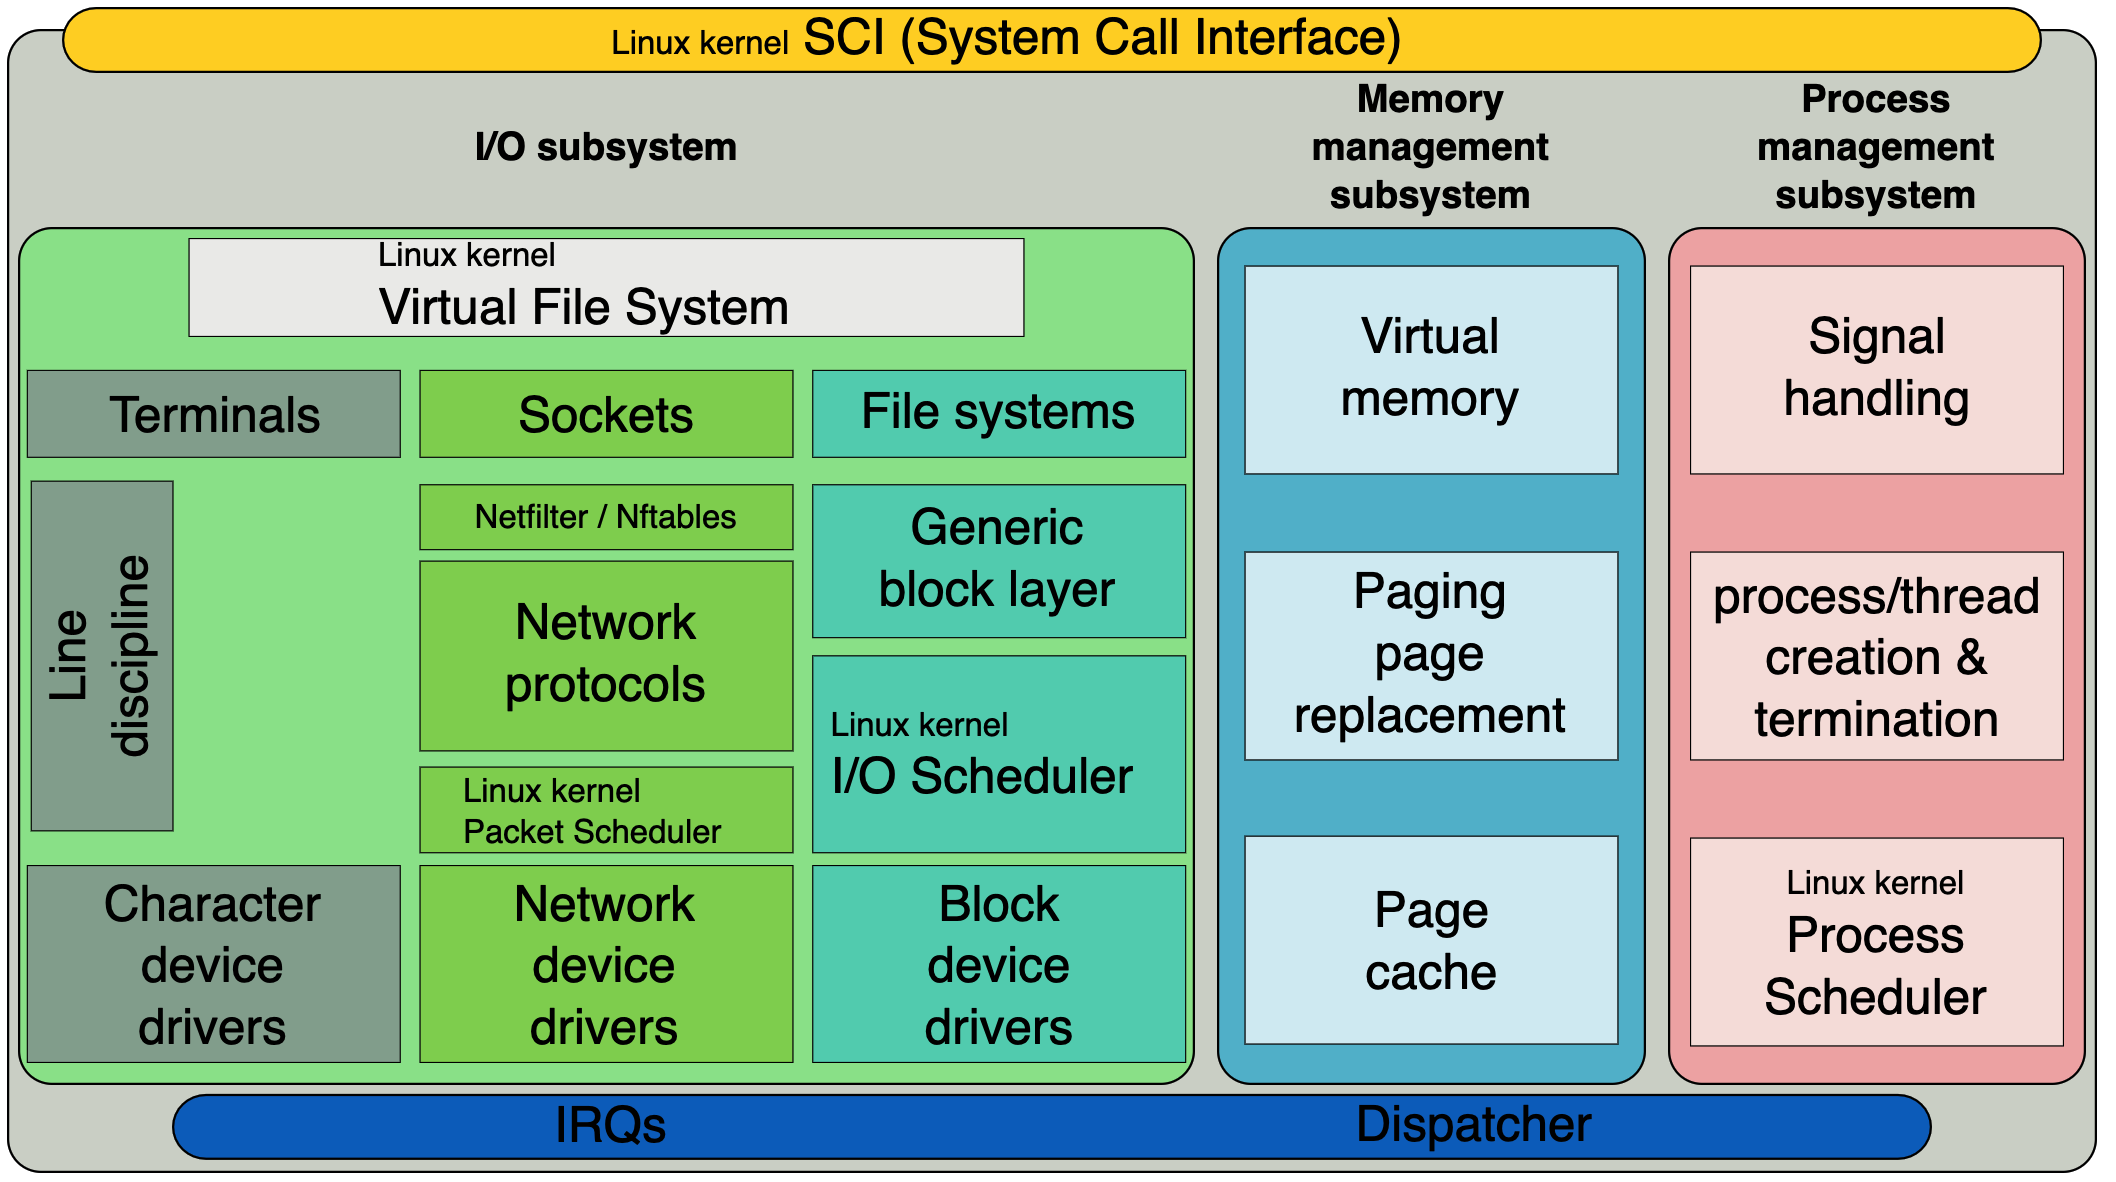 Linux kernel SCI (System Call Interface)
I/O subsystem
Memory
management
subsystem
Process
management
subsystem
Linux kernel
Virtual File System
Terminals
Sockets
File systems
Line
discipline
Netfilter / Nftables
Network
protocols
Linux kernel
Packet Scheduler
Generic
block layer
Linux kernel
I/O Scheduler
Character
device
drivers
Network
device
drivers
Block
device
drivers
Virtual
memory
Paging
page
replacement
Page
cache
Signal
handling
process/thread
creation &
termination
Linux kernel
Process
Scheduler
IRQs
Dispatcher